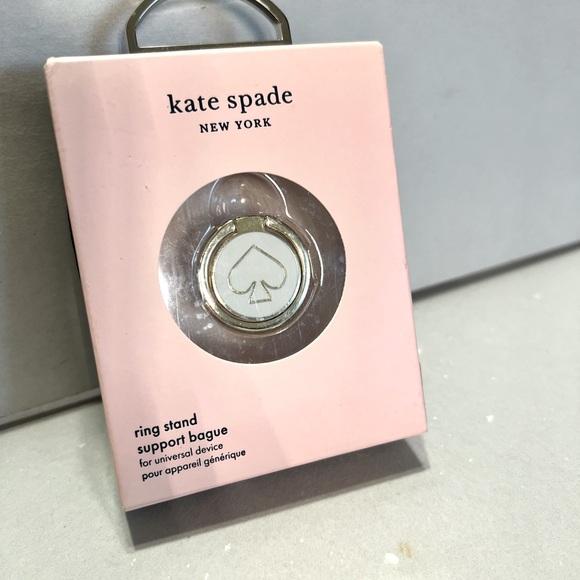 kate spade
NEW YORK
ring stand
support bague
for universal device
pour appareil générique